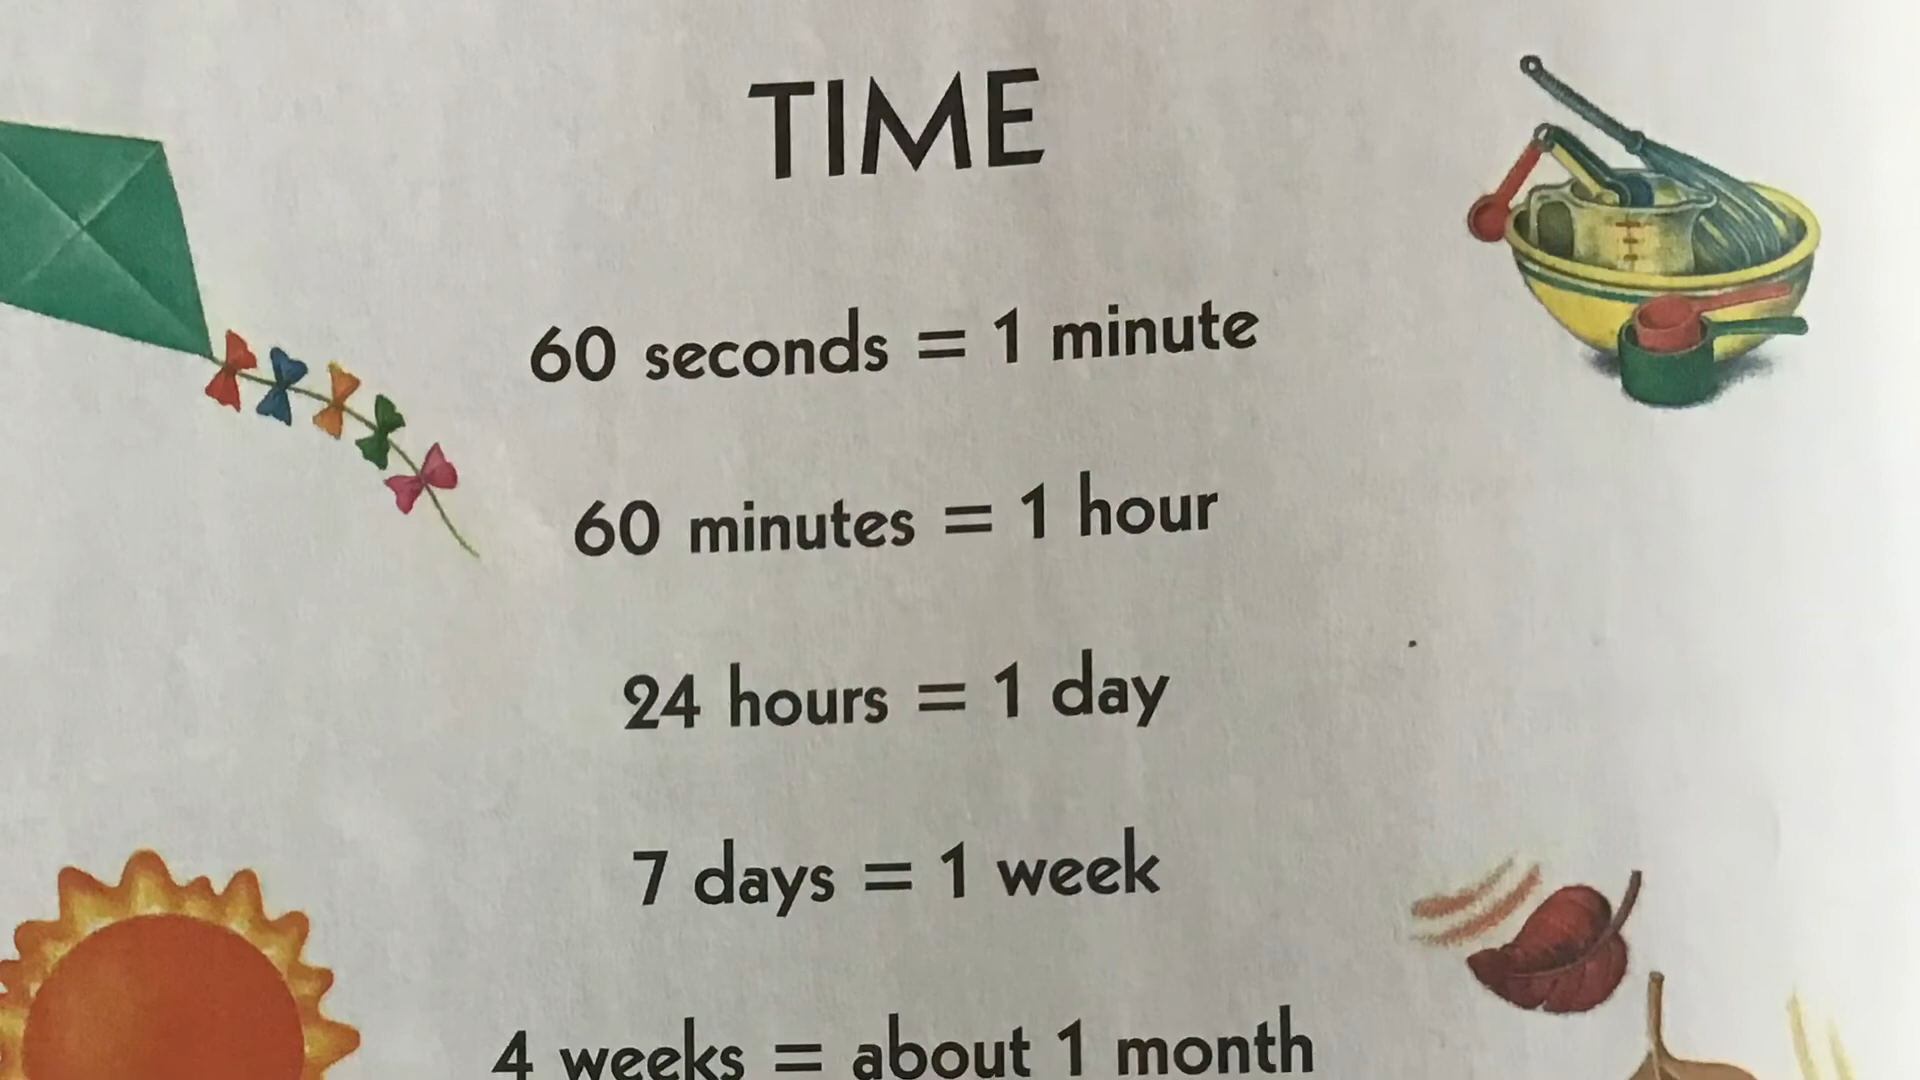 TIME
60 seconds = 1 minute
60 minutes = 1 hour
24 hours = 1 day
7 days = 1 week
4 weeks = about 1 month